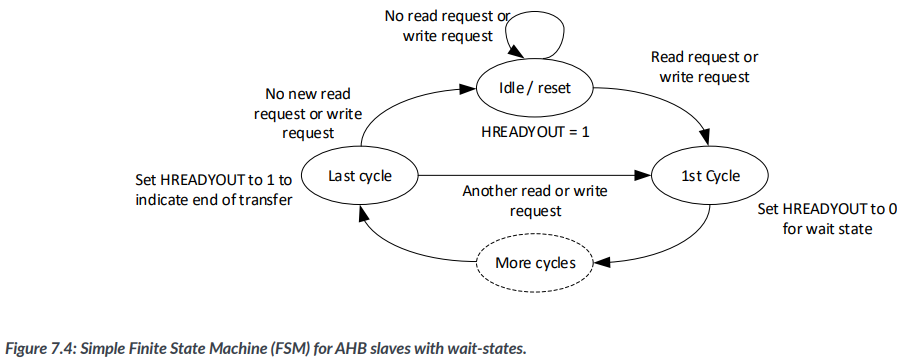 No read request or
write request
Read request or
write request
Idle / reset
No new read
request or write
request
HREADYOUT = 1
Set HREADYOUT to 1 to
indicate end of transfer
Last cycle
1st Cycle
Another read or write
request
Set HREADYOUT to 0
for wait state
More cycles
Figure 7.4: Simple Finite State Machine (FSM) for AHB slaves with wait-states.